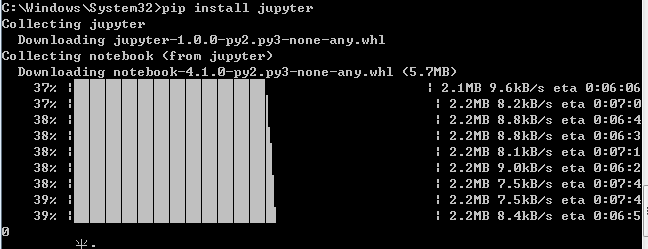 C:\Windows\System32>pip install jupyter
Collecting jupyter
Downloading jupyter-1.0.0-py2.py3-none-any.whl
Collecting notebook (from jupyter)
Downloading notebook-4.1.0-py2.py3-none-any.whl (5.7MB)
37% | | 2.1MB 9.6kB/s eta 0:06:06
37% | | 2.2MB 8.2kB/s eta 0:07:0
38% | | 2.2MB 8.8kB/s eta 0:06:4
38% | | 2.2MB 8.8kB/s eta 0:06:3
38% | | 2.2MB 8.1kB/s eta 0:07:1
38% | | 2.2MB 9.0kB/s eta 0:06:2
38% | | 2.2MB 7.5kB/s eta 0:07:4
39% | | 2.2MB 7.5kB/s eta 0:07:4
39% | | 2.2MB 8.4kB/s eta 0:06:5
0